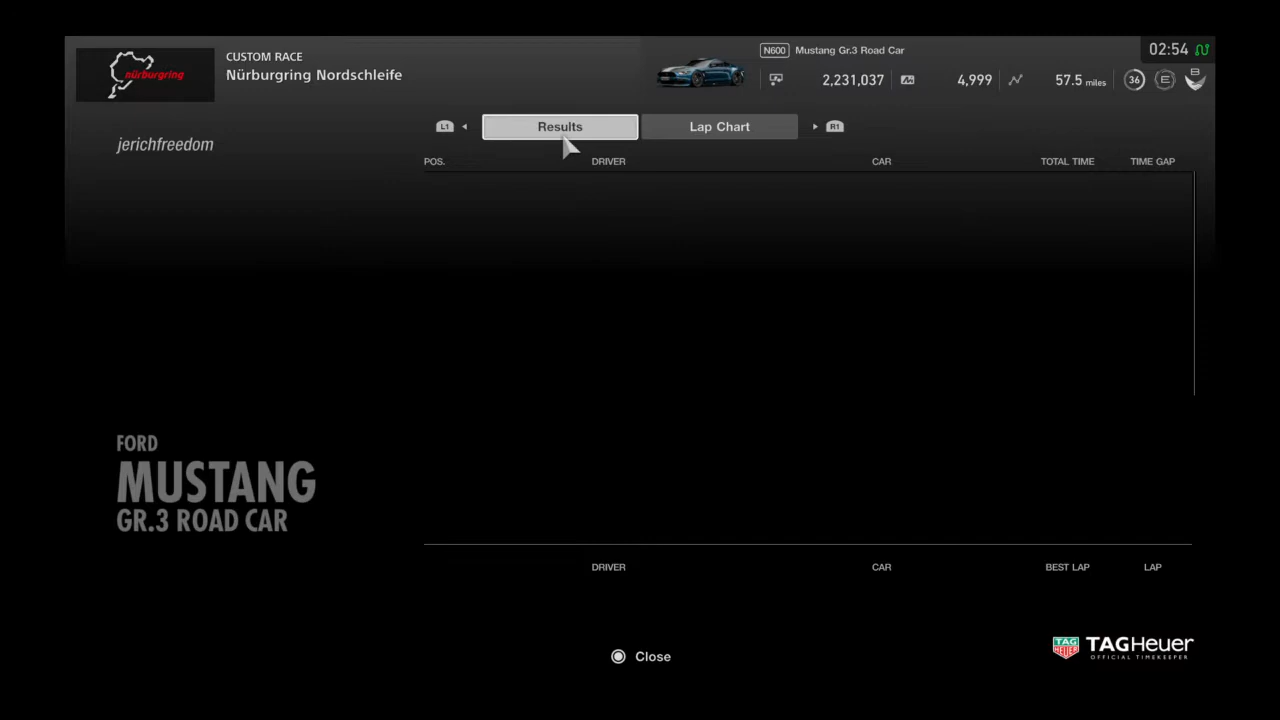 nürburgring
CUSTOM RACE
Nürburgring Nordschleife
N600 Mustang Gr.3 Road Car
2,231,037
4,999
57.5 miles
36
E
B
02:54
jerichfreedom
L1
Results
Lap Chart
R1
POS. DRIVER CAR TOTAL TIME TIME GAP
FORD
MUSTANG
GR.3 ROAD CAR
DRIVER CAR BEST LAP LAP
Close
TAG
HEUER
TAGHeuer
OFFICIAL TIMEKEEPER